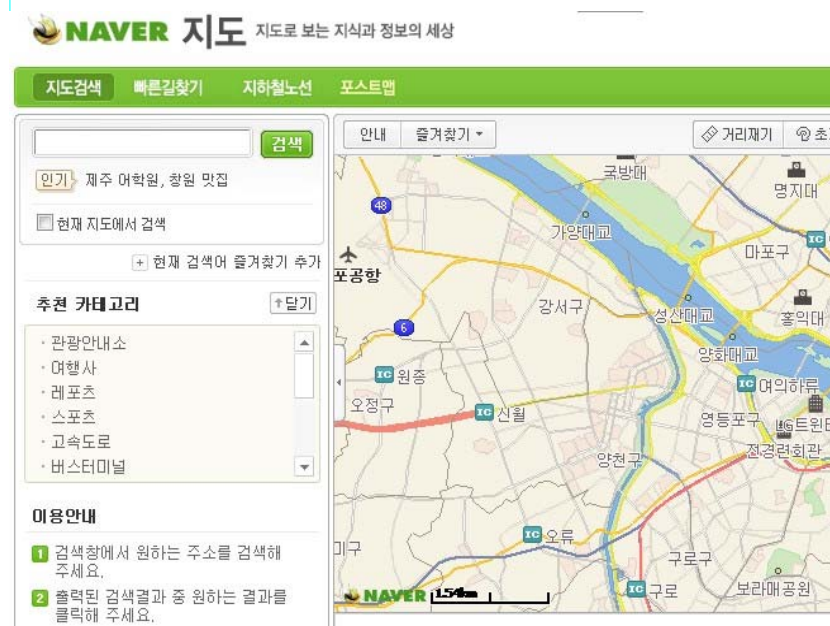 NAVER 지도 지도로 보는 지식과 정보의 세상
지도검색 빠른길찾기 지하철노선 포스트맵
검색
인기 제주 어학원, 창원 맛집
현재 지도에서 검색
+ 현재 검색어 즐겨찾기 추가
추천 카테고리 ↑닫기
· 관광안내소
· 여행사
· 레포츠
· 스포츠
· 고속도로
· 버스터미널
이용안내
1 검색창에서 원하는 주소를 검색해
주세요.
2 출력된 검색결과 중 원하는 결과를
클릭해 주세요.
안내 즐겨찾기 거리재기 초
국방대
명지대
48
가양대교
IC
마포구
포공항
강서구
성산대교
홍익대
6
양화대교
IC 원종
IC 여의하류
오정구
IC 신월
영등포구
LG트윈
전경련회관
양천구
IC 오류
미구
구로구
IC 구로
보라매공원
NAVER 1.54km